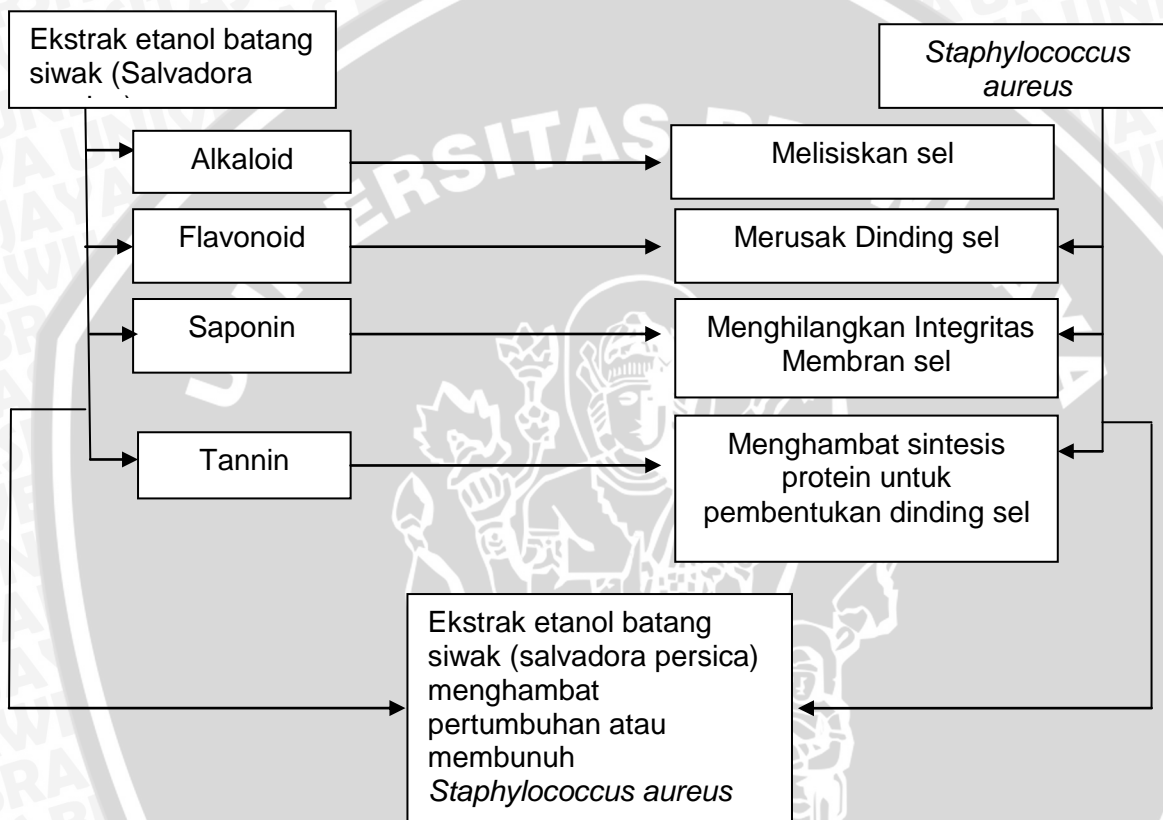 Ekstrak etanol batang
siwak (Salvadora
Staphylococcus
aureus
Alkaloid
Melisiskan sel
Flavonoid
Merusak Dinding sel
Saponin
Menghilangkan Integritas
Membran sel
Tannin
Menghambat sintesis
protein untuk
pembentukan dinding sel
Ekstrak etanol batang
siwak (salvadora persica)
menghambat
pertumbuhan atau
membunuh
Staphylococcus aureus